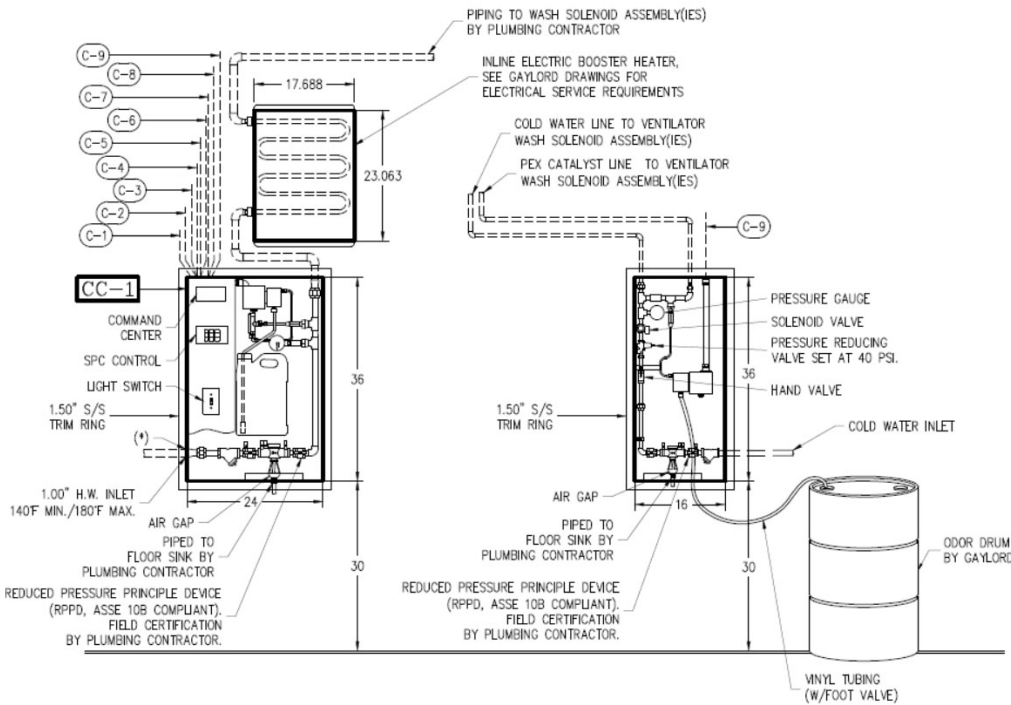 PIPING TO WASH SOLENOID ASSEMBLY(IES)
BY PLUMBING CONTRACTOR
C-9
C-8
C-7
C-6
C-5
C-4
C-3
C-2
C-1
17.688
INLINE ELECTRIC BOOSTER HEATER,
SEE GAYLORD DRAWINGS FOR
ELECTRICAL SERVICE REQUIREMENTS
23.063
COLD WATER LINE TO VENTILATOR
WASH SOLENOID ASSEMBLY(IES)
PEX CATALYST LINE TO VENTILATOR
WASH SOLENOID ASSEMBLY(IES)
C-9
CC-1
COMMAND
CENTER
SPC CONTROL
LIGHT SWITCH
1.50" S/S
TRIM RING
(*)
1.00" H.W. INLET
140°F MIN./180°F MAX.
36
24
AIR GAP
PIPED TO
FLOOR SINK BY
PLUMBING CONTRACTOR
30
REDUCED PRESSURE PRINCIPLE DEVICE
(RPPD, ASSE 10B COMPLIANT).
FIELD CERTIFICATION
BY PLUMBING CONTRACTOR.
PRESSURE GAUGE
SOLENOID VALVE
PRESSURE REDUCING
VALVE SET AT 40 PSI.
36
HAND VALVE
1.50" S/S
TRIM RING
COLD WATER INLET
AIR GAP
16
PIPED TO
FLOOR SINK BY
PLUMBING CONTRACTOR
30
REDUCED PRESSURE PRINCIPLE DEVICE
(RPPD, ASSE 10B COMPLIANT).
FIELD CERTIFICATION
BY PLUMBING CONTRACTOR.
ODOR DRUM
BY GAYLORD
VINYL TUBING
(W/FOOT VALVE)